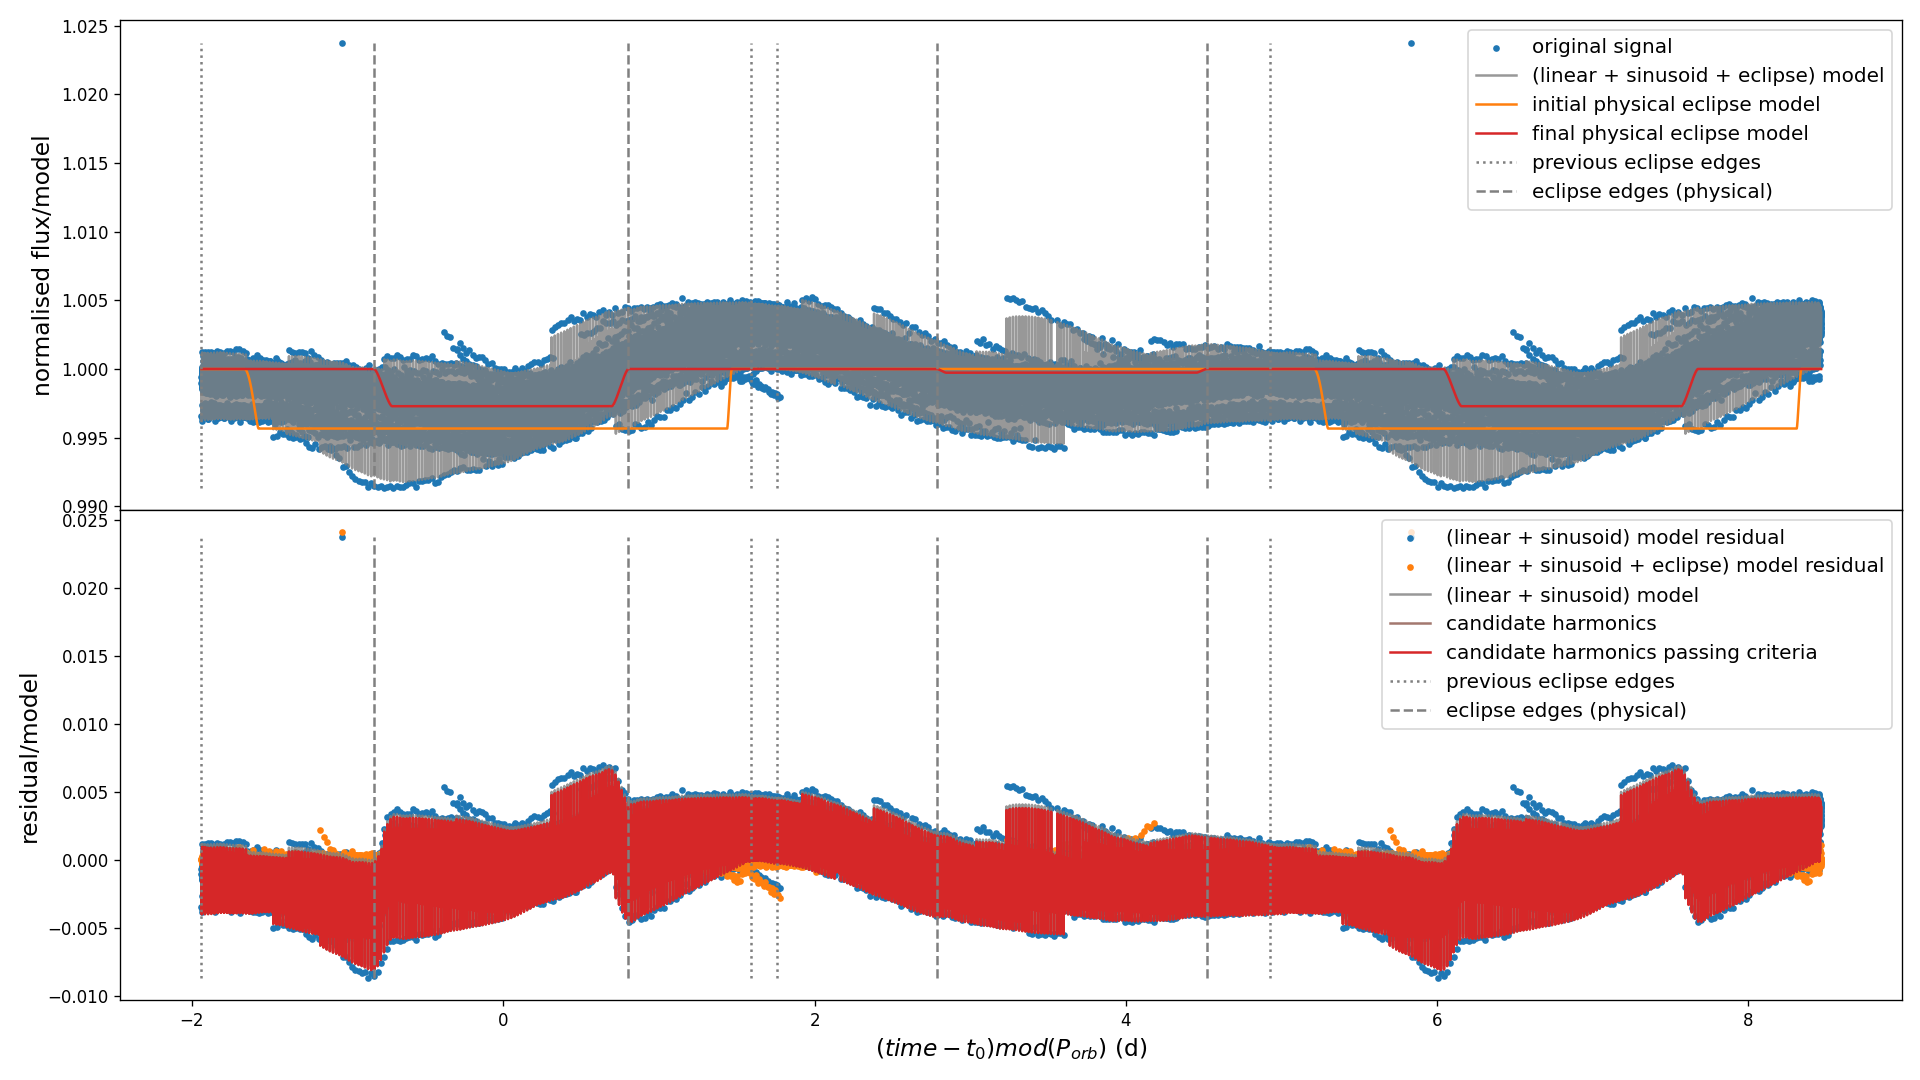 1.025
1.020
1.015
1.010
1.005
1.000
0.995
0.990
normalised flux/model
original signal
(linear + sinusoid + eclipse) model
initial physical eclipse model
final physical eclipse model
previous eclipse edges
eclipse edges (physical)
0.025
0.020
0.015
0.010
0.005
0.000
−0.005
−0.010
residual/model
(linear + sinusoid) model residual
(linear + sinusoid + eclipse) model residual
(linear + sinusoid) model
candidate harmonics
candidate harmonics passing criteria
previous eclipse edges
eclipse edges (physical)
−2 0 2 4 6 8
(time − t0)mod(Porb) (d)